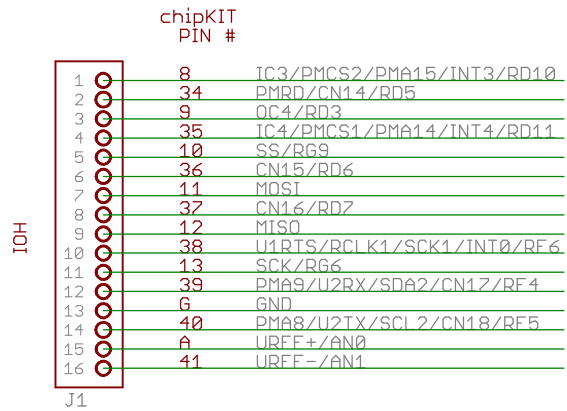 chipKIT
PIN #
1 8 IC3/PMCS2/PMA15/INT3/RD10
2 34 PMRD/CN14/RD5
3 9 OC4/RD3
4 35 IC4/PMCS1/PMA14/INT4/RD11
5 10 SS/RG9
6 36 CN15/RD6
7 11 MOSI
8 37 CN16/RD7
9 12 MISO
10 38 U1RTS/RCLK1/SCK1/INT0/RF6
11 13 SCK/RG6
12 39 PMA9/U2RX/SDA2/CN17/RF4
13 G GND
14 40 PMA8/U2TX/SCL2/CN18/RF5
15 A URFF+/AN0
16 41 URFF-/AN1
IOH
J1